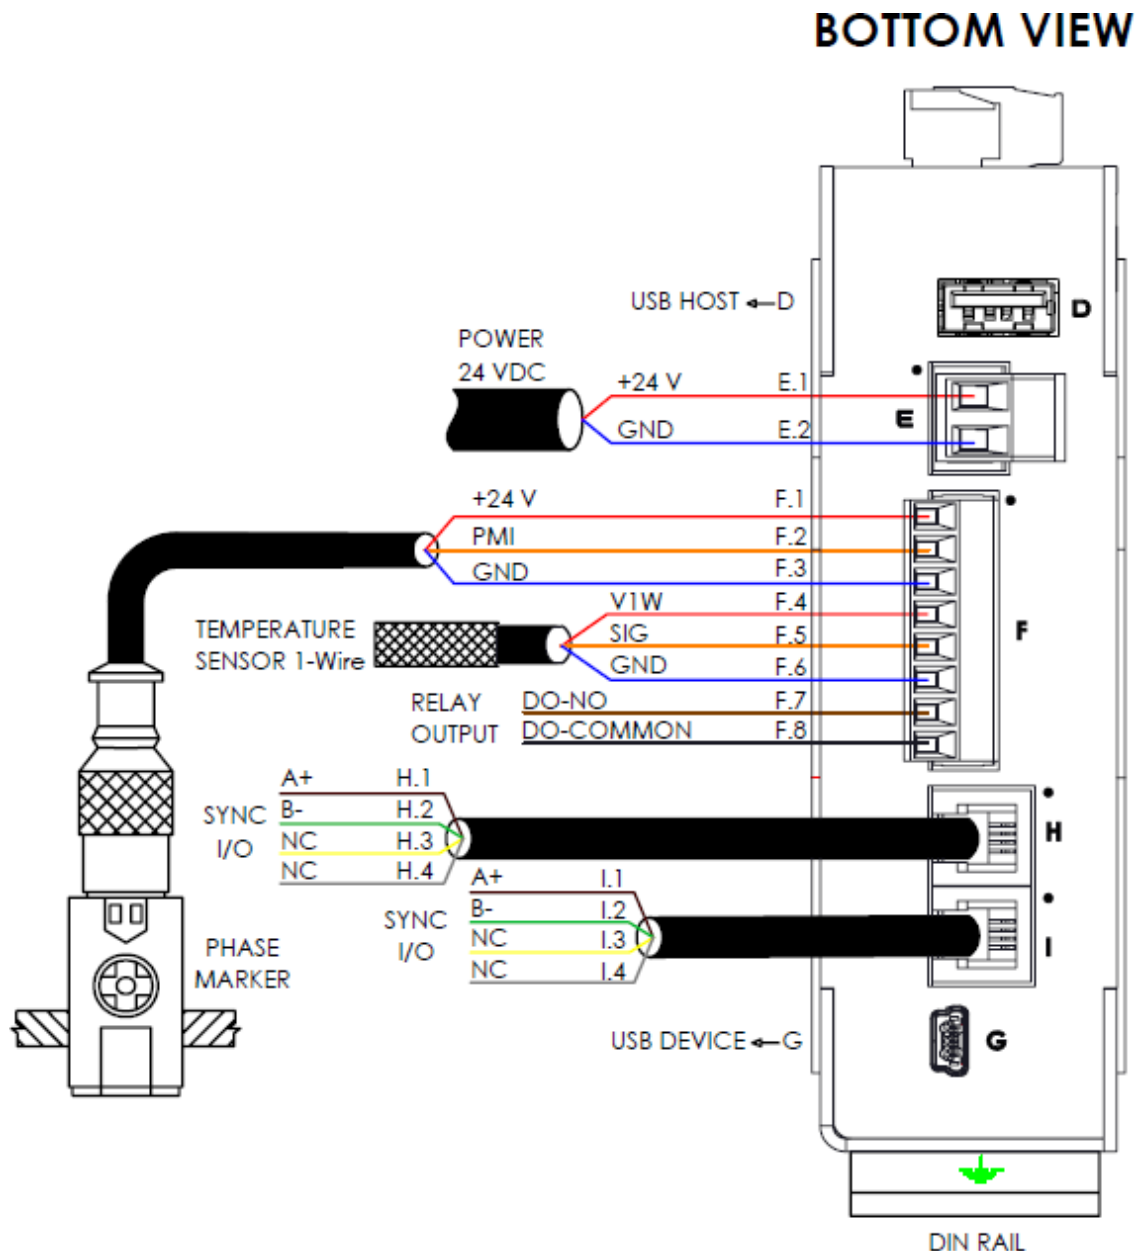 BOTTOM VIEW
USB HOST ←D
D
POWER
24 VDC
+24 V E.1
GND E.2
E
+24 V F.1
PMI F.2
GND F.3
V1W F.4
SIG F.5
GND F.6
F
TEMPERATURE
SENSOR 1-Wire
RELAY
OUTPUT
DO-NO F.7
DO-COMMON F.8
A+ H.1
B- H.2
NC H.3
NC H.4
SYNC
I/O
H
A+ I.1
B- I.2
NC I.3
NC I.4
SYNC
I/O
I
PHASE
MARKER
USB DEVICE ←G
G
DIN RAIL